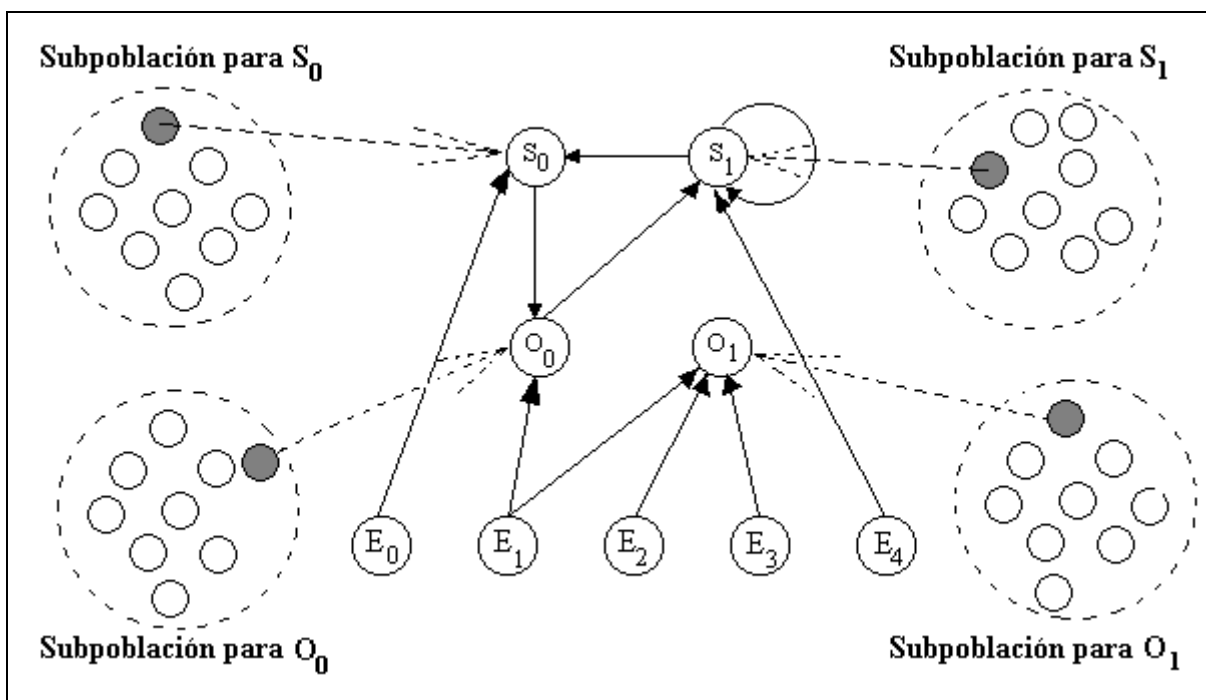 Subpoblación para S₀
Subpoblación para S₁
S₀
S₁
O₀
O₁
E₀
E₁
E₂
E₃
E₄
Subpoblación para O₀
Subpoblación para O₁